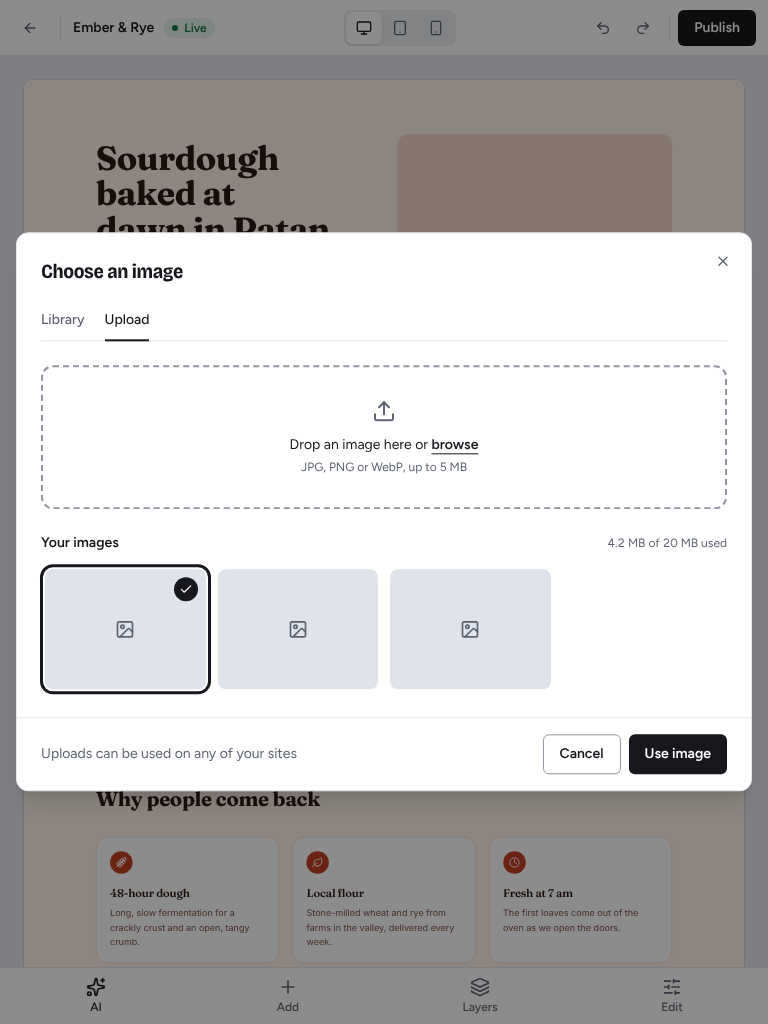 Ember & Rye
Live
Publish
Sourdough
baked at
dawn in Patan
Choose an image
Library
Upload
Drop an image here or browse
JPG, PNG or WebP, up to 5 MB
Your images
4.2 MB of 20 MB used
Uploads can be used on any of your sites
Cancel
Use image
Why people come back
48-hour dough
Long, slow fermentation for a
crackly crust and an open, tangy
crumb.
Local flour
Stone-milled wheat and rye from
farms in the valley, delivered every
week.
Fresh at 7 am
The first loaves come out of the
oven as we open the doors.
AI
Add
Layers
Edit